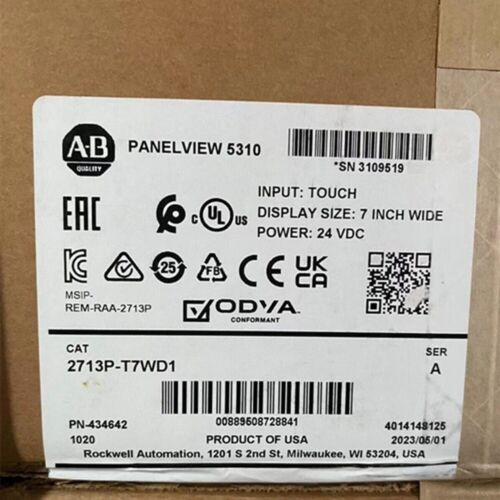 A-B
QUALITY
PANELVIEW 5310
*SN 3109519
INPUT: TOUCH
DISPLAY SIZE: 7 INCH WIDE
POWER: 24 VDC
EAC
c UL us
25
FB
CE
UK
CA
MSIP-
REM-RAA-2713P
ODVA
CONFORMANT
CAT
2713P-T7WD1
SER
A
00889508728841
PN-434642
1020
PRODUCT OF USA
4014148125
2023/05/01
Rockwell Automation, 1201 S 2nd St, Milwaukee, WI 53204, USA